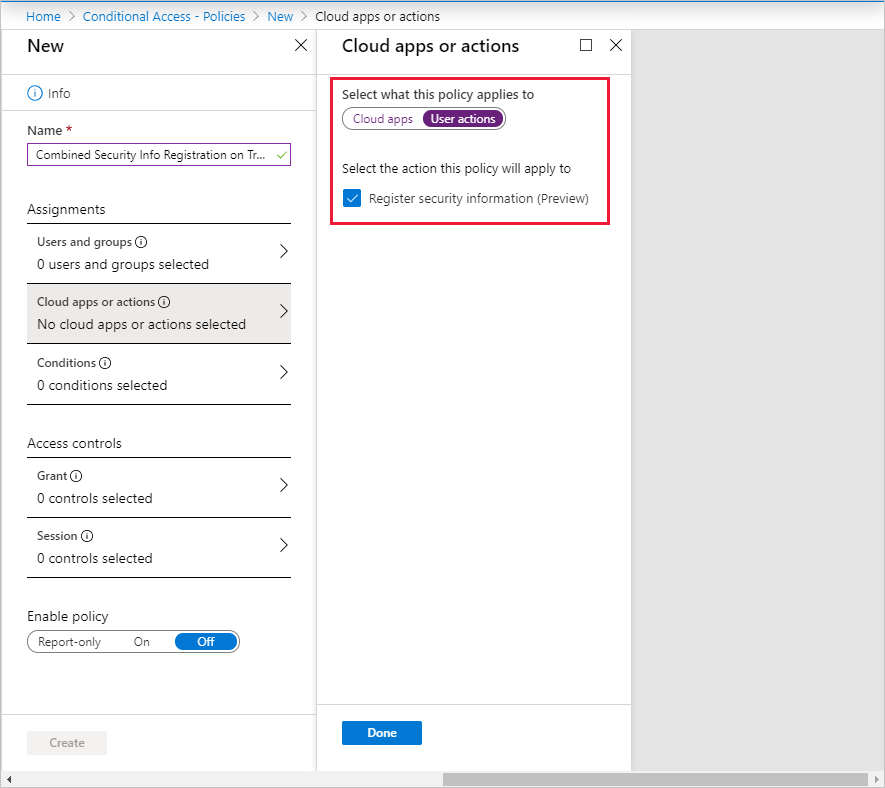 Home > Conditional Access - Policies > New > Cloud apps or actions
New
Info
Name *
Combined Security Info Registration on Tr...
Assignments
Users and groups
0 users and groups selected
Cloud apps or actions
No cloud apps or actions selected
Conditions
0 conditions selected
Access controls
Grant
0 controls selected
Session
0 controls selected
Enable policy
Report-only On Off
Create
Cloud apps or actions
Select what this policy applies to
Cloud apps User actions
Select the action this policy will apply to
Register security information (Preview)
Done